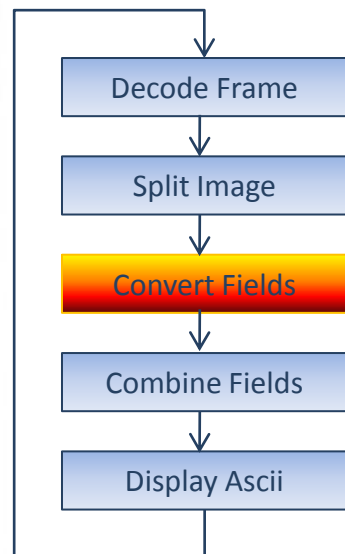 Decode Frame
Split Image
Convert Fields
Combine Fields
Display Ascii